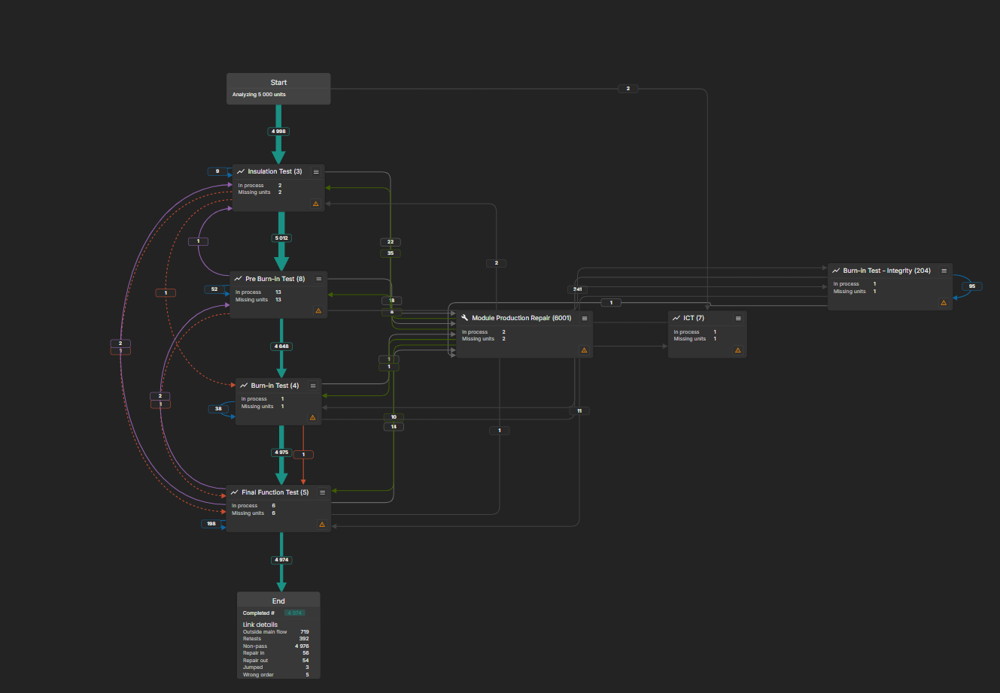 Start
Analyzing 5 000 units
2
4 998
9
Insulation Test (3)
In process 2
Missing units 2
1
5 012
22
35
2
52
Pre Burn-in Test (8)
In process 13
Missing units 13
1
18
6
1
Burn-in Test - Integrity (204)
In process 1
Missing units 1
95
Module Production Repair (6001)
In process 2
Missing units 2
ICT (7)
In process 1
Missing units 1
2
1
4 648
1
1
Burn-in Test (4)
In process 1
Missing units 1
2
1
38
11
10
14
1
4 975
1
Final Function Test (5)
In process 6
Missing units 6
198
4 974
End
Completed # 4 974
Link details
Outside main flow 719
Retests 392
Non-pass 4 976
Repair in 56
Repair out 54
Jumped 3
Wrong order 5